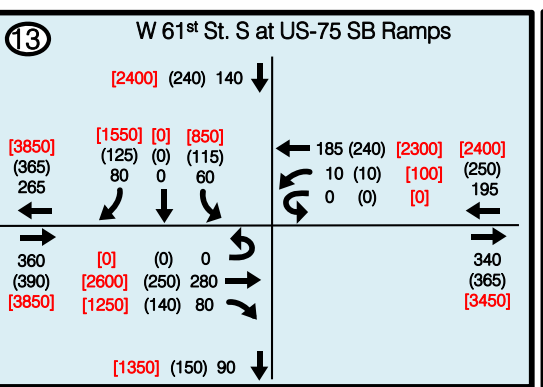 13 W 61st St. S at US-75 SB Ramps
[2400] (240) 140
[3850] [1550] [0] [850] 185 (240) [2300] [2400]
(365) (125) (0) (115) 10 (10) [100] (250)
265 80 0 60 0 (0) [0] 195
360 [0] (0) 0 340
(390) [2600] (250) 280 (365)
[3850] [1250] (140) 80 [3450]
[1350] (150) 90